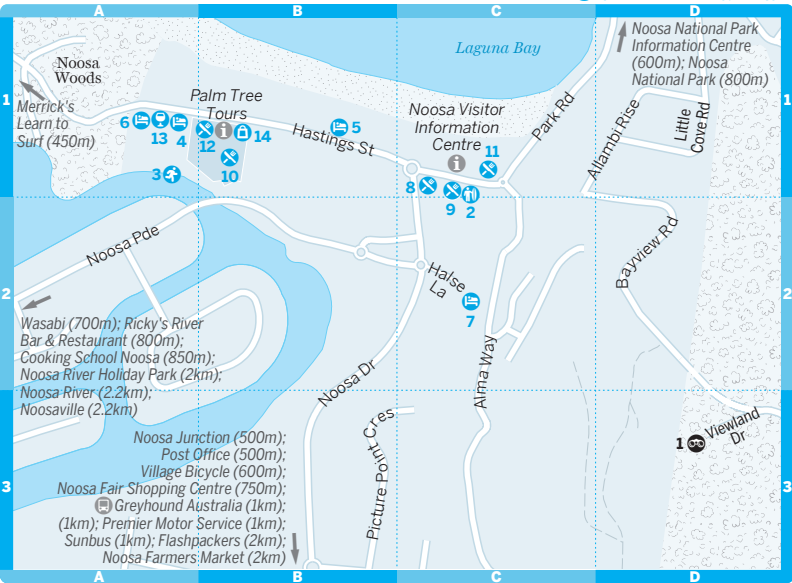 A
B
C
D
Laguna Bay
Noosa National Park
Information Centre
(600m); Noosa
National Park (800m)
Noosa
Woods
1
1
Merrick's
Learn to
Surf (450m)
Palm Tree
Tours
Noosa Visitor
Information
Centre
Park Rd
Allambi Rise
Little
Cove Rd
6
13
4
12
14
10
5
Hastings St
11
3
8
9
2
Noosa Pde
Bayview Rd
2
2
Halse
La
7
Wasabi (700m); Ricky's River
Bar & Restaurant (800m);
Cooking School Noosa (850m);
Noosa River Holiday Park (2km);
Noosa River (2.2km);
Noosaville (2.2km)
Noosa Dr
Alma Way
Picture Point Cres
Viewland
Dr
1
3
3
Noosa Junction (500m);
Post Office (500m);
Village Bicycle (600m);
Noosa Fair Shopping Centre (750m);
Greyhound Australia (1km);
(1km); Premier Motor Service (1km);
Sunbus (1km); Flashpackers (2km);
Noosa Farmers Market (2km)
A
B
C
D